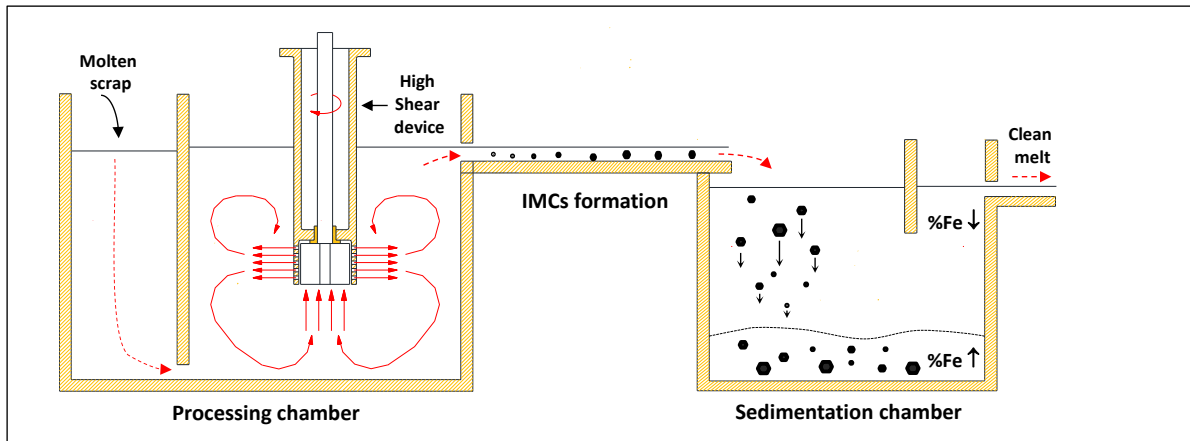 Molten
scrap
High
Shear
device
IMCs formation
Clean
melt
%Fe ↓
%Fe ↑
Processing chamber
Sedimentation chamber